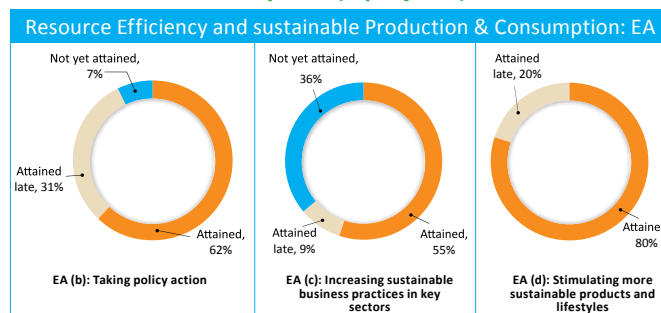 Resource Efficiency and sustainable Production & Consumption: EA
Not yet attained,
7%
Attained
late, 31%
Attained,
62%
EA (b): Taking policy action
Not yet attained,
36%
Attained
late, 9%
Attained,
55%
EA (c): Increasing sustainable
business practices in key
sectors
Attained
late, 20%
Attaine
80%
EA (d): Stimulating more
sustainable products and
lifestyles